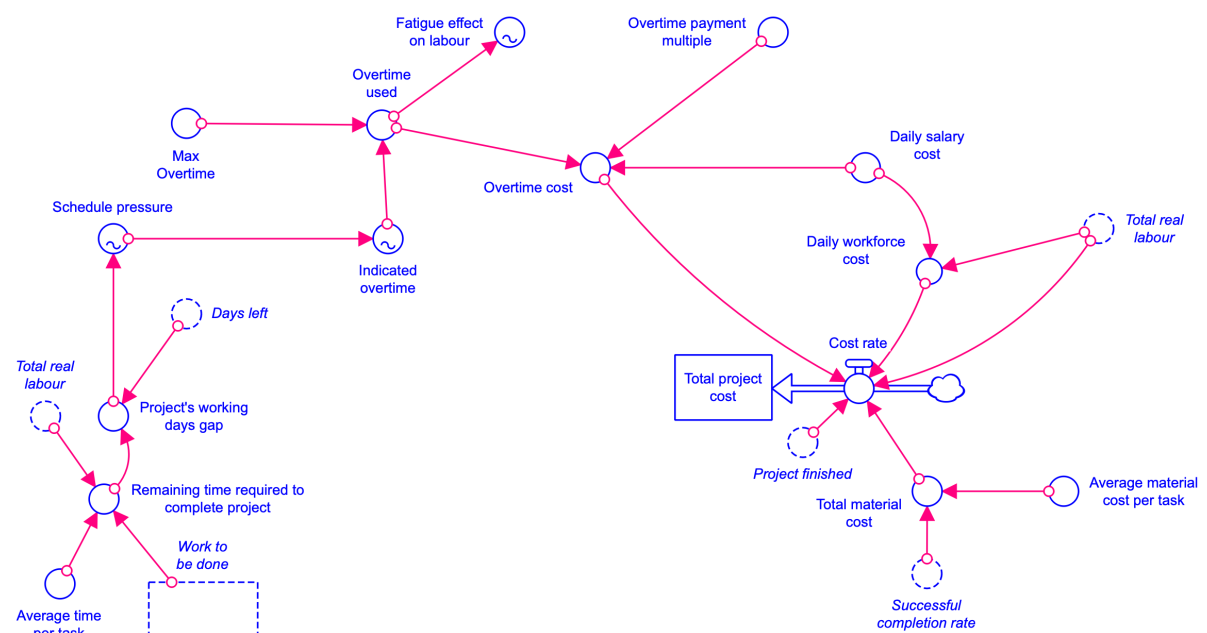 Fatigue effect
on labour
Overtime payment
multiple
Overtime
used
Max
Overtime
Daily salary
cost
Overtime cost
Schedule pressure
Total real
labour
Daily workforce
cost
Indicated
overtime
Days left
Cost rate
Total real
labour
Total project
cost
Project's working
days gap
Project finished
Remaining time required to
complete project
Average material
cost per task
Total material
cost
Work to
be done
Average time
per task
Successful
completion rate